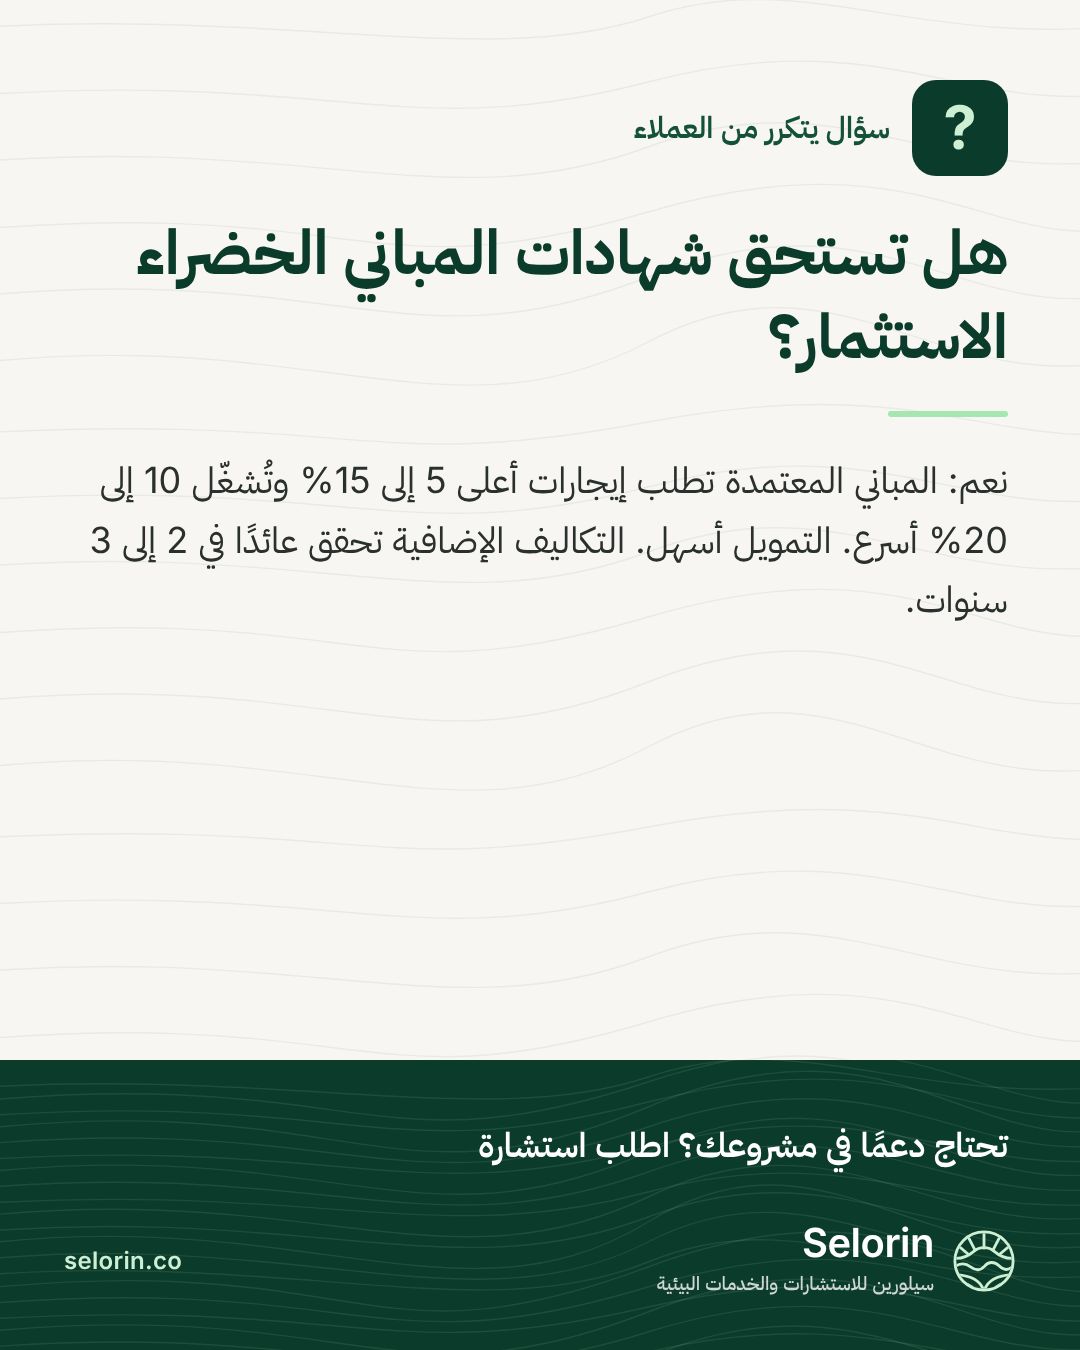 ?
سؤال يتكرر من العملاء
هل تستحق شهادات المباني الخضراء
الاستثمار؟
نعم: المباني المعتمدة تطلب إيجارات أعلى 5 إلى 15% وتُشغّل 10 إلى
20% أسرع. التمويل أسهل. التكاليف الإضافية تحقق عائدًا في 2 إلى 3
سنوات.
تحتاج دعمًا في مشروعك؟ اطلب استشارة
Selorin
سيلورين للاستشارات والخدمات البيئية
selorin.co